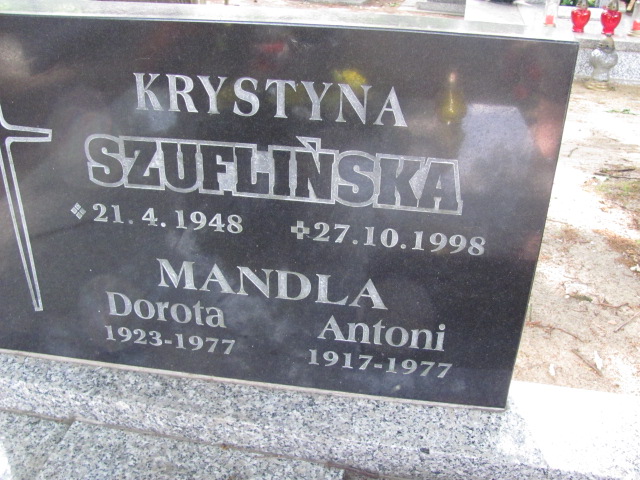 KRYSTYNA
SZUFLIŃSKA
21.4.1948 27.10.1998
MANDLA
Dorota Antoni
1923-1977 1917-1977